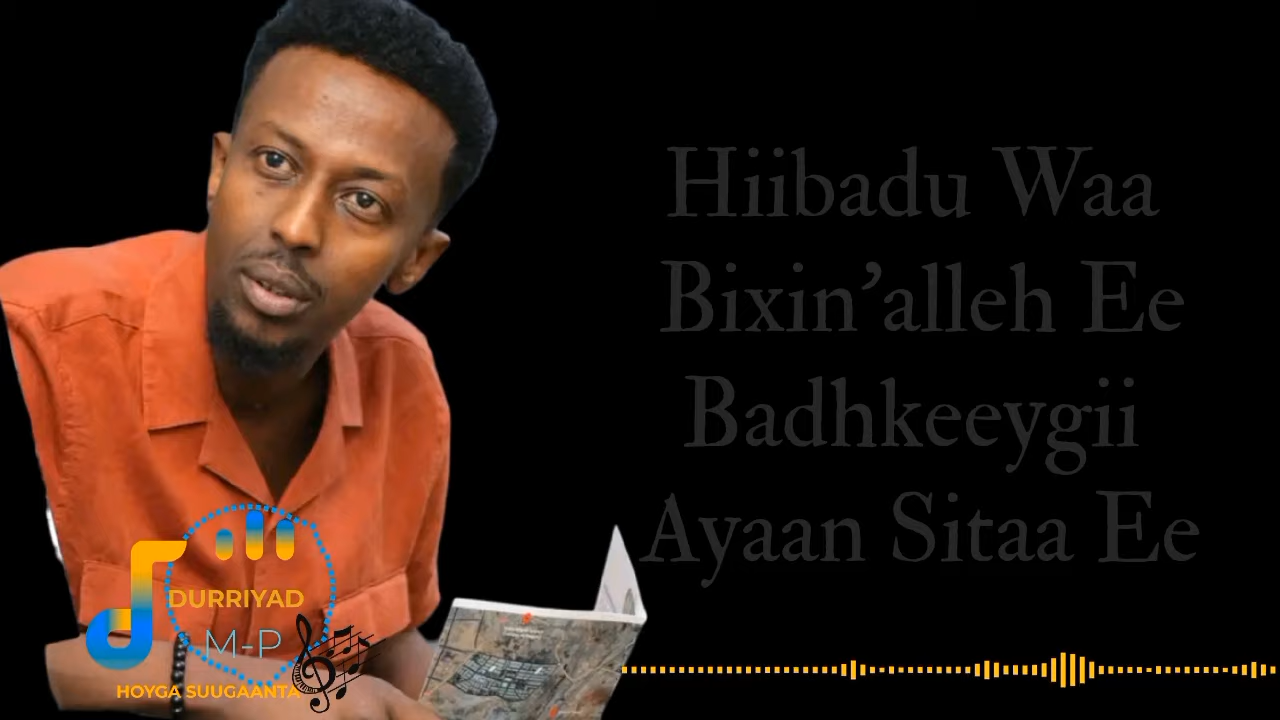 Hiibadu Waa
Bixin’alleh Ee
Badhkeeygii
Ayaan Sitaa Ee
DURRIYAD
M-P
HOYGA SUUGAANTA